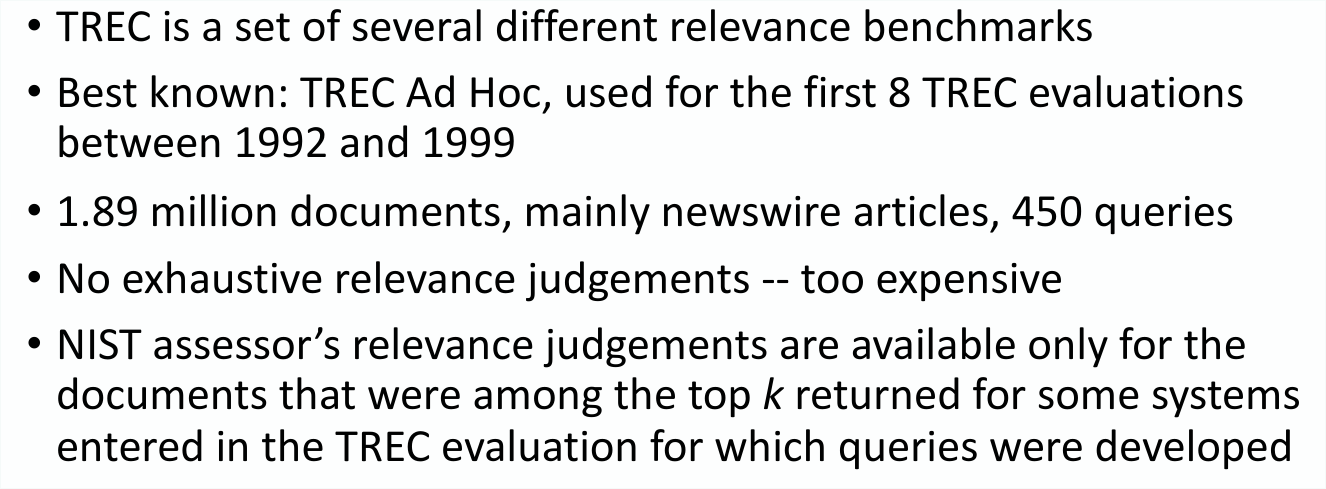 • TREC is a set of several different relevance benchmarks
• Best known: TREC Ad Hoc, used for the first 8 TREC evaluations
between 1992 and 1999
• 1.89 million documents, mainly newswire articles, 450 queries
• No exhaustive relevance judgements -- too expensive
• NIST assessor’s relevance judgements are available only for the
documents that were among the top k returned for some systems
entered in the TREC evaluation for which queries were developed